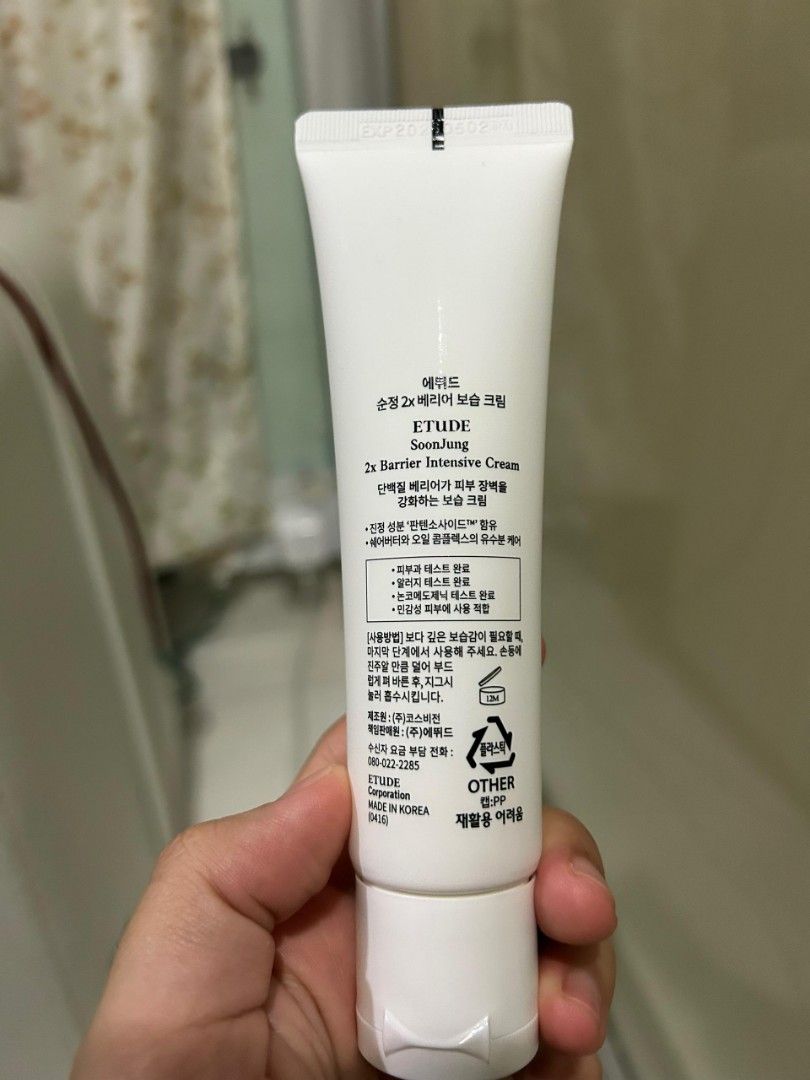 EXP 202 0502
에뛰드
순정 2x 베리어 보습 크림
ETUDE
SoonJung
2x Barrier Intensive Cream
단백질 베리어가 피부 장벽을
강화하는 보습 크림
• 진정 성분 '판텐소사이드™' 함유
• 쉐어버터와 오일 콤플렉스의 유수분 케어
• 피부과 테스트 완료
• 알러지 테스트 완료
• 논코메도제닉 테스트 완료
• 민감성 피부에 사용 적합
[사용방법] 보다 깊은 보습감이 필요할 때,
마지막 단계에서 사용해 주세요. 손등에
진주알 만큼 덜어 부드
럽게 펴 바른 후, 지그시
눌러 흡수시킵니다.
12M
제조원 : (주)코스비전
책임판매원 : (주)에뛰드
수신자 요금 부담 전화 :
080-022-2285
ETUDE
Corporation
MADE IN KOREA
(0416)
플라스틱
OTHER
캡:PP
재활용 어려움